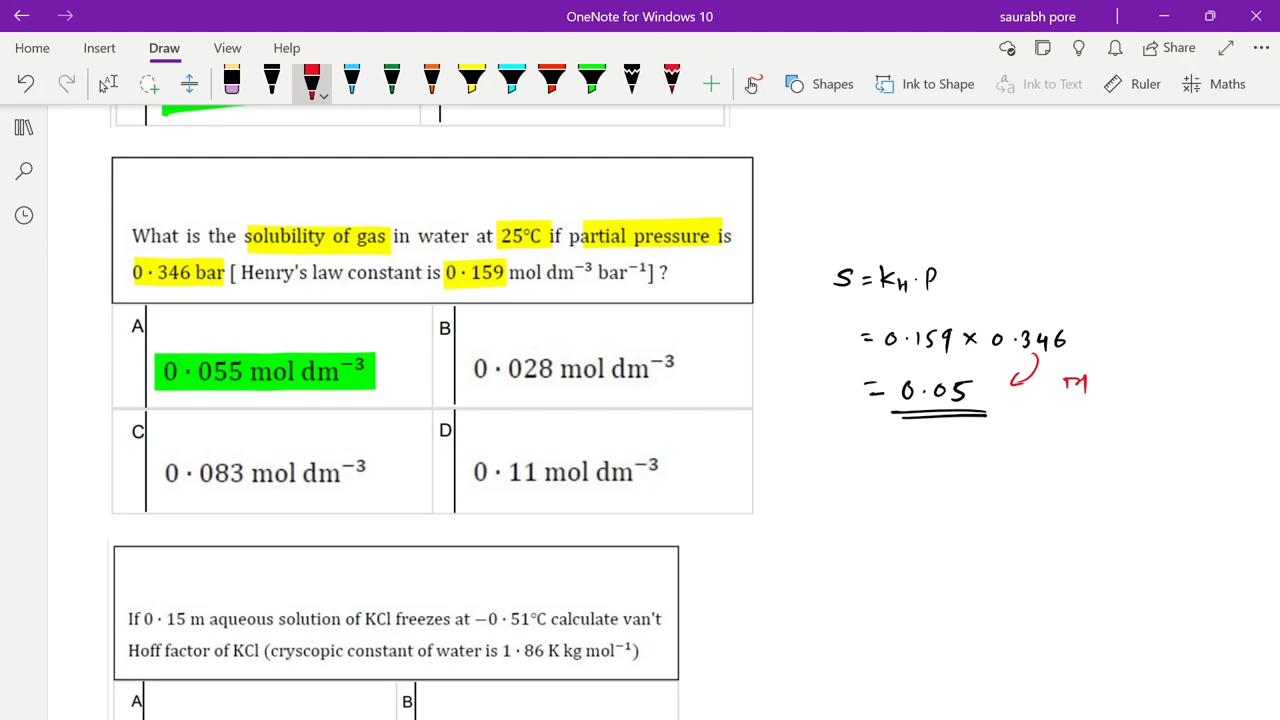 OneNote for Windows 10
saurabh pore
Home Insert Draw View Help
Share
Shapes
Ink to Shape
Ink to Text
Ruler
Maths
What is the solubility of gas in water at 25°C if partial pressure is
0·346 bar [ Henry's law constant is 0·159 mol dm⁻³ bar⁻¹] ?
A
0·055 mol dm⁻³
B
0·028 mol dm⁻³
C
0·083 mol dm⁻³
D
0·11 mol dm⁻³
S = K_H · P
= 0.159 × 0.346
= 0.05
If 0·15 m aqueous solution of KCl freezes at −0·51°C calculate van't
Hoff factor of KCl (cryscopic constant of water is 1·86 K kg mol⁻¹)
A
B